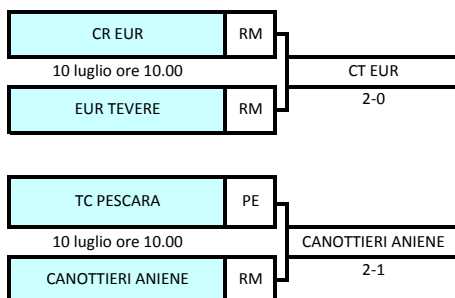 CR EUR RM
10 luglio ore 10.00 CT EUR
EUR TEVERE RM 2-0
TC PESCARA PE
10 luglio ore 10.00 CANOTTIERI ANIENE
CANOTTIERI ANIENE RM 2-1